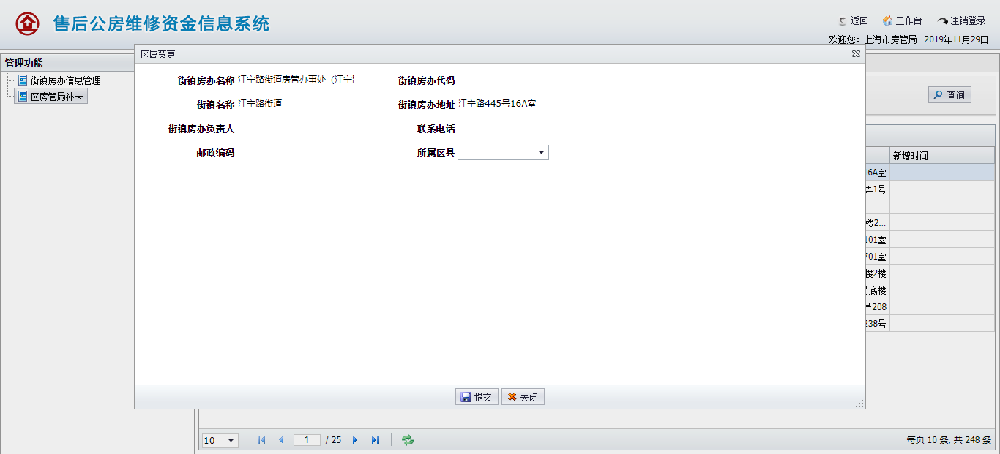 售后公房维修资金信息系统
返回 工作台 注销登录
欢迎您: 上海市房管局 2019年11月29日
管理功能
街镇房办信息管理
区房管局补卡
区属变更
街镇房办名称 江宁路街道房管办事处（江宁
街镇房办代码
街镇名称 江宁路街道
街镇房办地址 江宁路445号16A室
街镇房办负责人
联系电话
邮政编码
所属区县
提交 关闭
查询
新增时间
16A室
弄1号
楼2...
101室
701室
楼2楼
号底楼
号208
238号
10 1 / 25
每页 10 条, 共 248 条